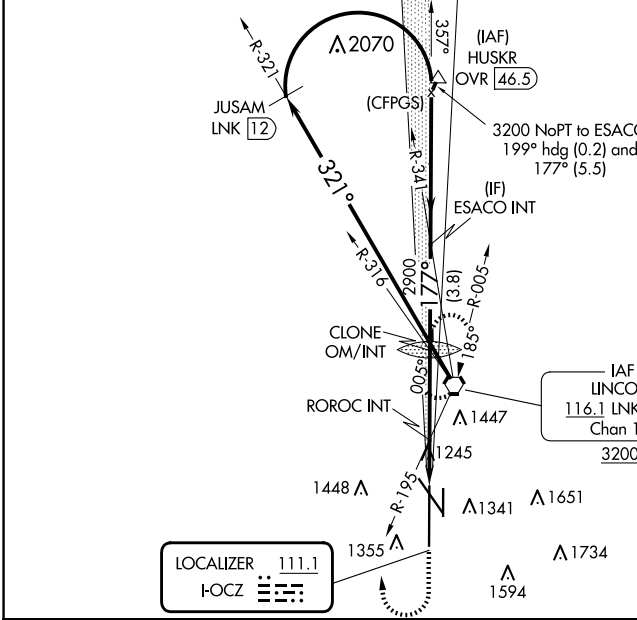 R-321
2070
357°
(IAF)
HUSKR
OVR 46.5
(CFPGS)
JUSAM
LNK 12
3200 NoPT to ESACO
199° hdg (0.2) and
177° (5.5)
R-341
321°
(IF)
ESACO INT
R-316
2900
177°
(3.8)
R-005
185°
CLONE
OM/INT
005°
IAF
LINCO
116.1 LNK
Chan 1
3200
ROROC INT
1447
1245
1448
R-195
1341
1651
1355
1734
1594
LOCALIZER 111.1
I-OCZ